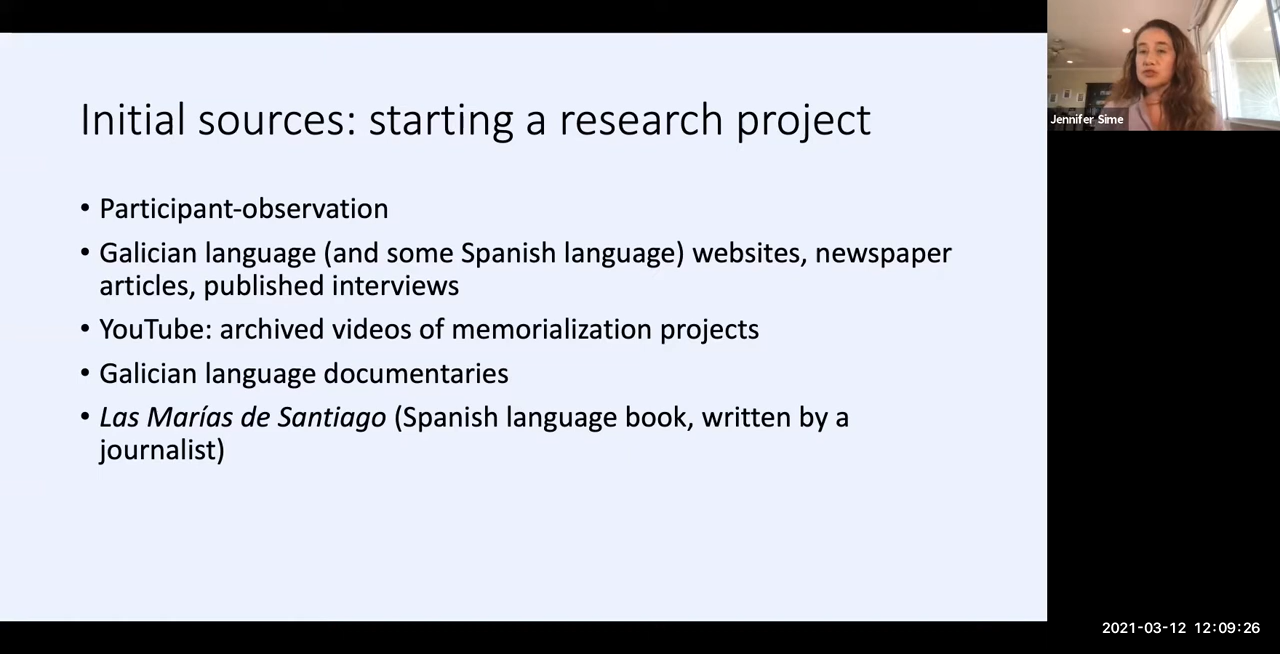 Initial sources: starting a research project
• Participant-observation
• Galician language (and some Spanish language) websites, newspaper
articles, published interviews
• YouTube: archived videos of memorialization projects
• Galician language documentaries
• Las Marías de Santiago (Spanish language book, written by a
journalist)
Jennifer Sime
2021-03-12 12:09:26